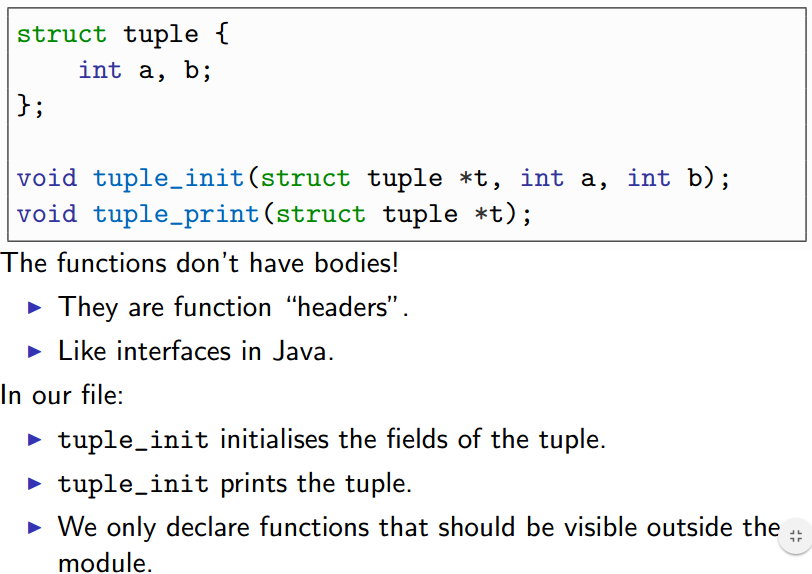 struct tuple {
    int a, b;
};

void tuple_init(struct tuple *t, int a, int b);
void tuple_print(struct tuple *t);
The functions don’t have bodies!
▶ They are function “headers”.
▶ Like interfaces in Java.
In our file:
▶ tuple_init initialises the fields of the tuple.
▶ tuple_init prints the tuple.
▶ We only declare functions that should be visible outside the
module.